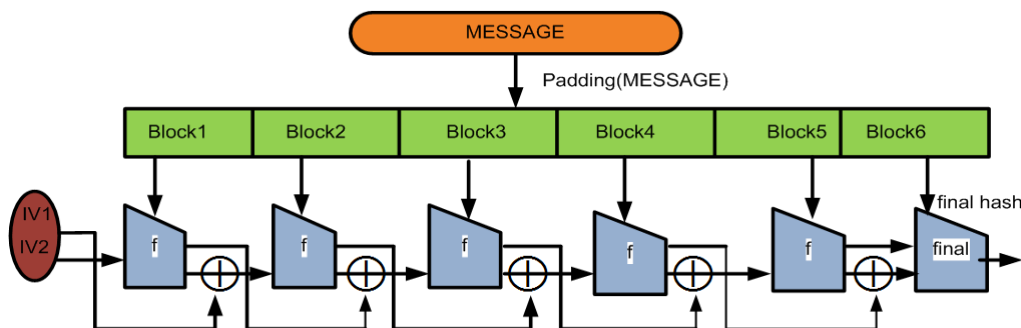 MESSAGE
Padding(MESSAGE)
Block1 Block2 Block3 Block4 Block5 Block6
IV1
IV2
f f f f f final
final hash